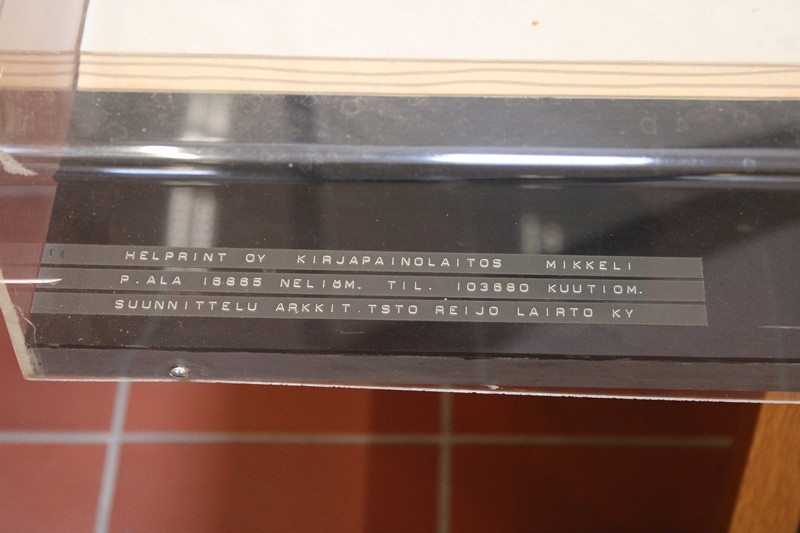 HELPRINT OY KIRJAPAINOLAITOS MIKKELI
P.ALA 16865 NELIÖM. TIL. 103680 KUUTIOM.
SUUNNITTELU ARKKIT.TSTO REIJO LAIRTO KY